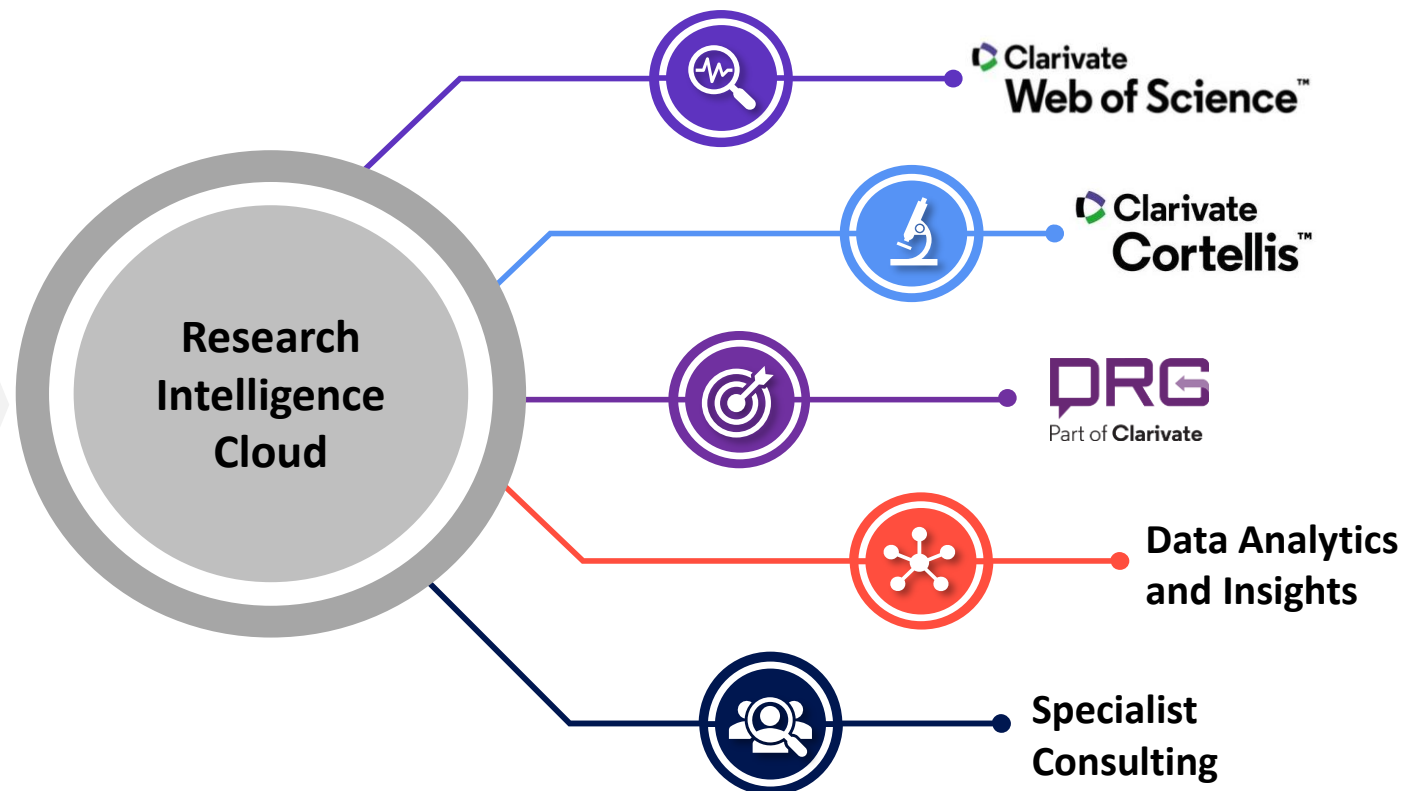 Research
Intelligence
Cloud
Clarivate
Web of Science™
Clarivate
Cortellis™
DRG
Part of Clarivate
Data Analytics
and Insights
Specialist
Consulting